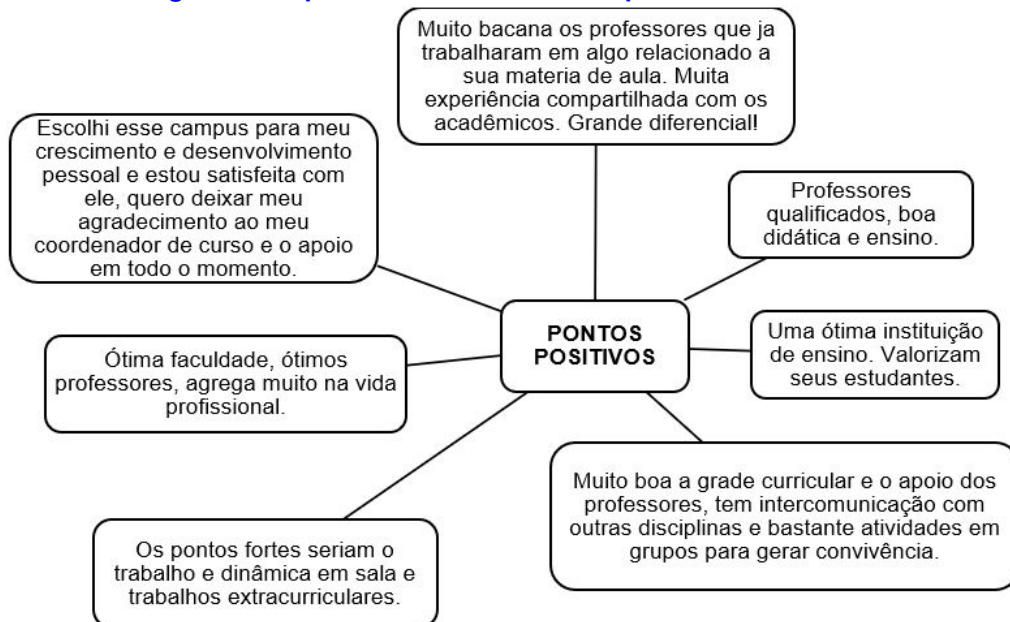 Muito bacana os professores que ja
trabalharam em algo relacionado a
sua materia de aula. Muita
experiência compartilhada com os
acadêmicos. Grande diferencial!
Escolhi esse campus para meu
crescimento e desenvolvimento
pessoal e estou satisfeita com
ele, quero deixar meu
agradecimento ao meu
coordenador de curso e o apoio
em todo o momento.
Professores
qualificados, boa
didática e ensino.
PONTOS
POSITIVOS
Uma ótima instituição
de ensino. Valorizam
seus estudantes.
Ótima faculdade, ótimos
professores, agrega muito na vida
profissional.
Muito boa a grade curricular e o apoio dos
professores, tem intercomunicação com
outras disciplinas e bastante atividades em
grupos para gerar convivência.
Os pontos fortes seriam o
trabalho e dinâmica em sala e
trabalhos extracurriculares.